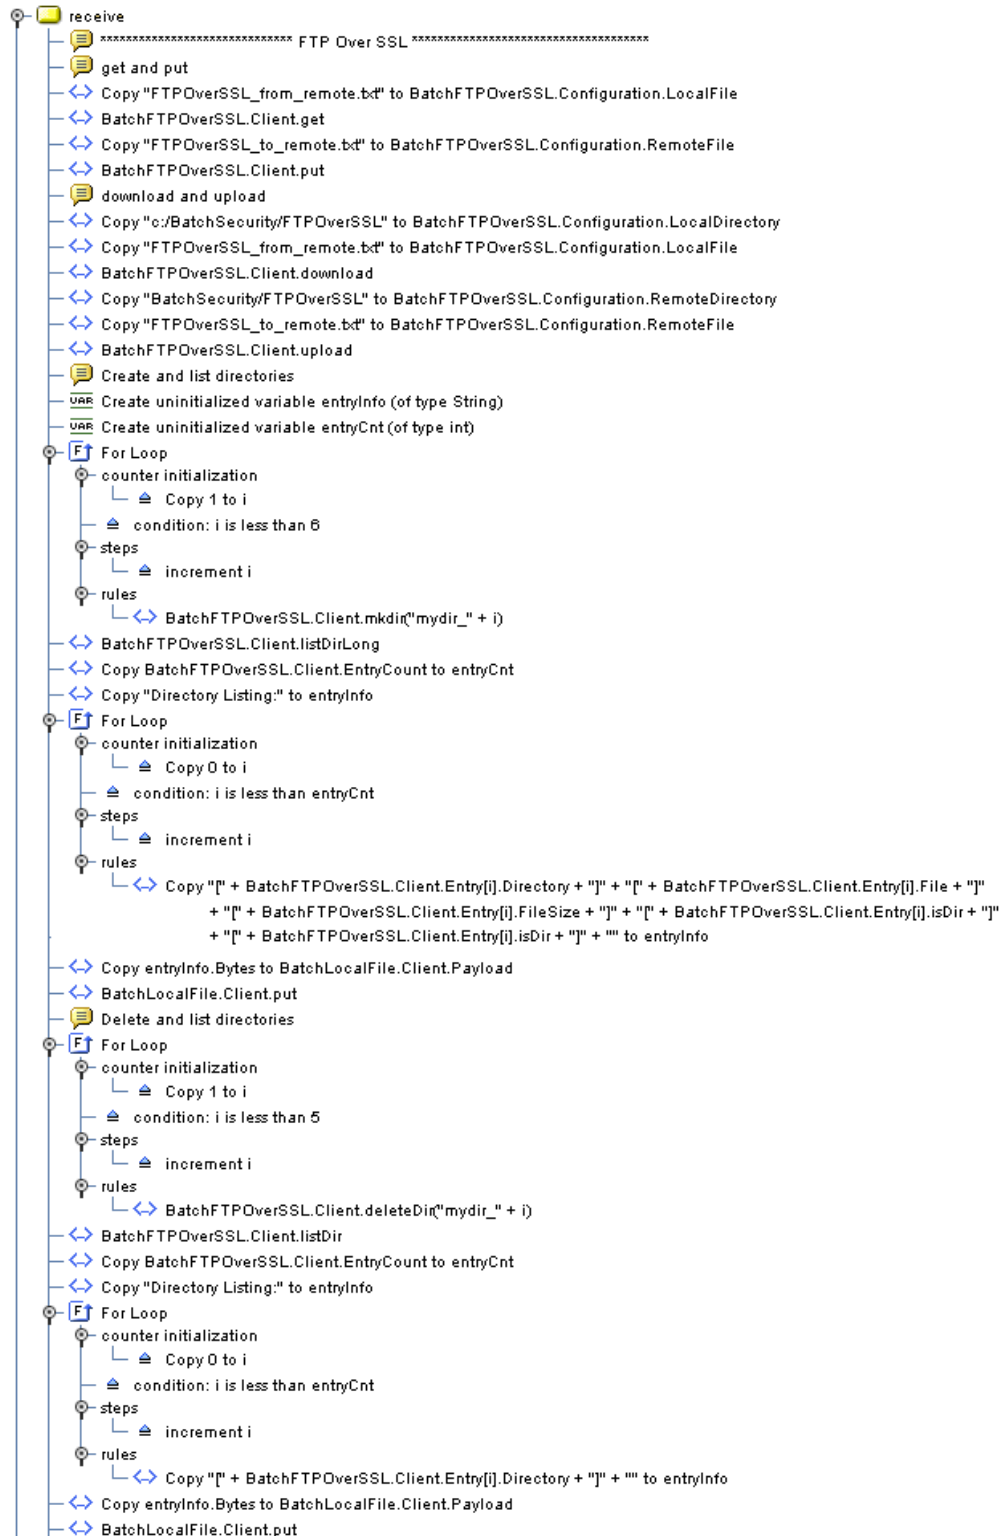 receive
****************************** FTP Over SSL *************************************
get and put
Copy "FTPOverSSL_from_remote.txt" to BatchFTPOverSSL.Configuration.LocalFile
BatchFTPOverSSL.Client.get
Copy "FTPOverSSL_to_remote.txt" to BatchFTPOverSSL.Configuration.RemoteFile
BatchFTPOverSSL.Client.put
download and upload
Copy "c:/BatchSecurity/FTPOverSSL" to BatchFTPOverSSL.Configuration.LocalDirectory
Copy "FTPOverSSL_from_remote.txt" to BatchFTPOverSSL.Configuration.LocalFile
BatchFTPOverSSL.Client.download
Copy "BatchSecurity/FTPOverSSL" to BatchFTPOverSSL.Configuration.RemoteDirectory
Copy "FTPOverSSL_to_remote.txt" to BatchFTPOverSSL.Configuration.RemoteFile
BatchFTPOverSSL.Client.upload
Create and list directories
VAR Create uninitialized variable entryInfo (of type String)
VAR Create uninitialized variable entryCnt (of type int)
F For Loop
counter initialization
Copy 1 to i
condition: i is less than 6
steps
increment i
rules
BatchFTPOverSSL.Client.mkdir("mydir_" + i)
BatchFTPOverSSL.Client.listDirLong
Copy BatchFTPOverSSL.Client.EntryCount to entryCnt
Copy "Directory Listing:" to entryInfo
F For Loop
counter initialization
Copy 0 to i
condition: i is less than entryCnt
steps
increment i
rules
Copy "[" + BatchFTPOverSSL.Client.Entry[i].Directory + "]" + "[" + BatchFTPOverSSL.Client.Entry[i].File + "]"
+ "[" + BatchFTPOverSSL.Client.Entry[i].FileSize + "]" + "[" + BatchFTPOverSSL.Client.Entry[i].isDir + "]"
+ "[" + BatchFTPOverSSL.Client.Entry[i].isDir + "]" + "" to entryInfo
Copy entryInfo.Bytes to BatchLocalFile.Client.Payload
BatchLocalFile.Client.put
Delete and list directories
F For Loop
counter initialization
Copy 1 to i
condition: i is less than 5
steps
increment i
rules
BatchFTPOverSSL.Client.deleteDir("mydir_" + i)
BatchFTPOverSSL.Client.listDir
Copy BatchFTPOverSSL.Client.EntryCount to entryCnt
Copy "Directory Listing:" to entryInfo
F For Loop
counter initialization
Copy 0 to i
condition: i is less than entryCnt
steps
increment i
rules
Copy "[" + BatchFTPOverSSL.Client.Entry[i].Directory + "]" + "" to entryInfo
Copy entryInfo.Bytes to BatchLocalFile.Client.Payload
BatchLocalFile.Client.put